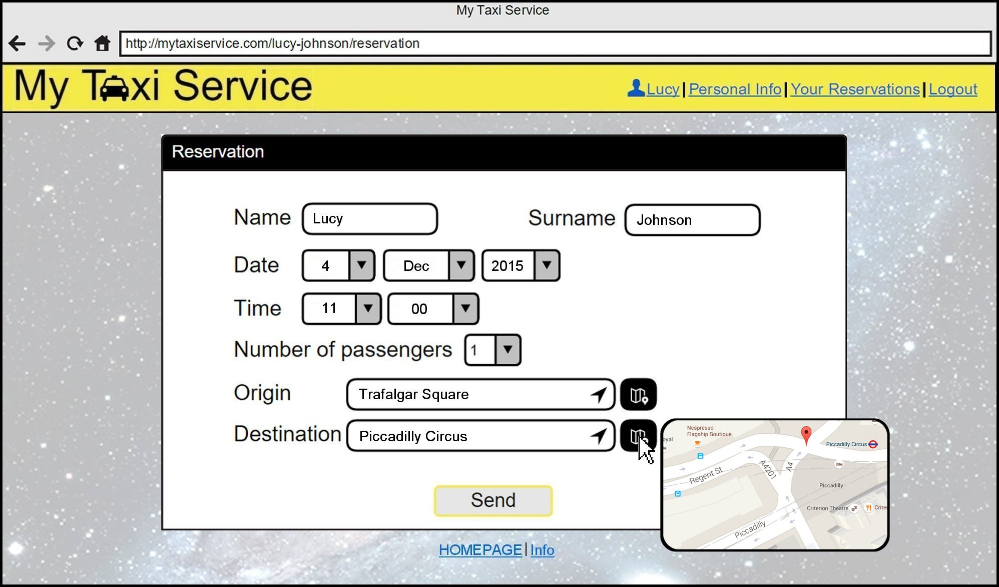 My Taxi Service
http://mytaxiservice.com/lucy-johnson/reservation
My Taxi Service
Lucy | Personal Info | Your Reservations | Logout
Reservation
Name Lucy Surname Johnson
Date 4 Dec 2015
Time 11 00
Number of passengers 1
Origin Trafalgar Square
Destination Piccadilly Circus
Nespresso
Flagship Boutique
oyal
Piccadilly Circus
Regent St
A4201
A4
Piccadilly
Criterion Theatre
Criter
Piccadilly
Send
HOMEPAGE | Info